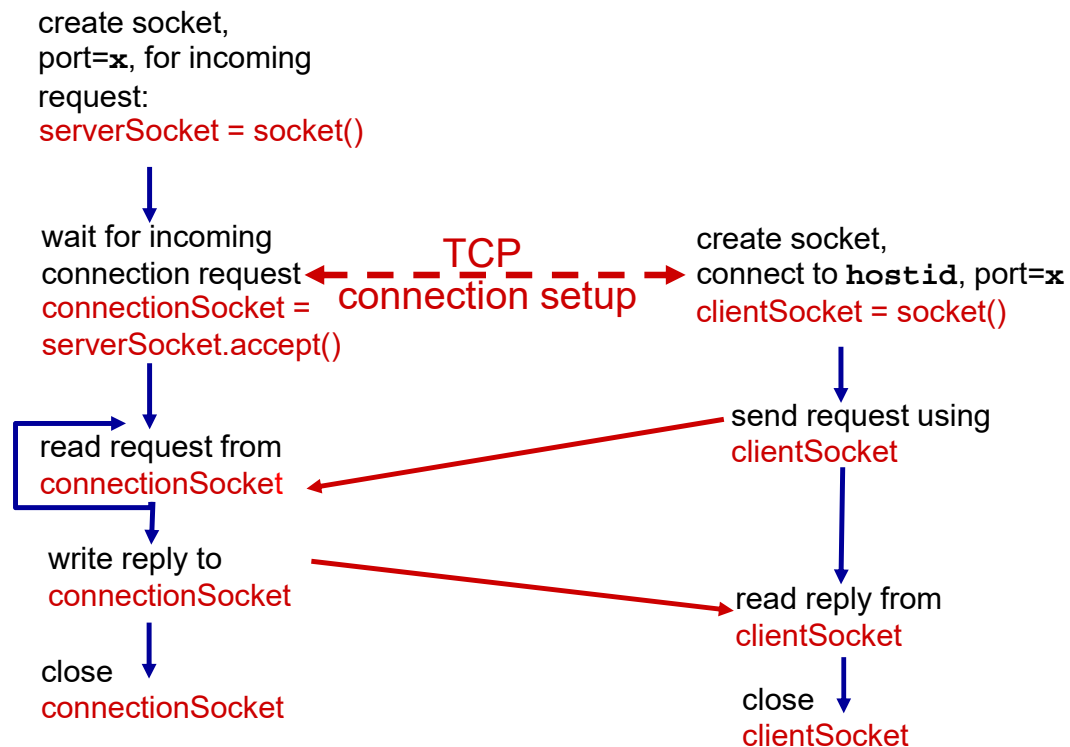 create socket,
port=x, for incoming
request:
serverSocket = socket()
wait for incoming
connection request
connectionSocket =
serverSocket.accept()
TCP
connection setup
create socket,
connect to hostid, port=x
clientSocket = socket()
read request from
connectionSocket
send request using
clientSocket
write reply to
connectionSocket
read reply from
clientSocket
close
connectionSocket
close
clientSocket